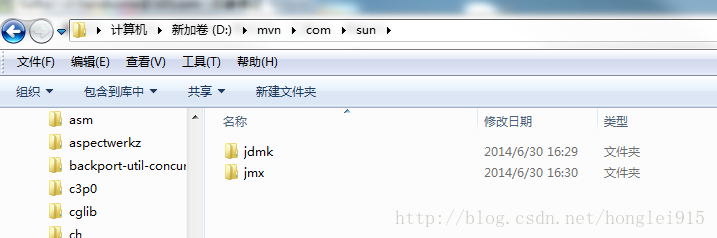 计算机 新加卷 (D:) mvn com sun
文件(F) 编辑(E) 查看(V) 工具(T) 帮助(H)
组织 包含到库中 共享 新建文件夹
asm
aspectwerkz
backport-util-concur
c3p0
cglib
ch
名称 修改日期 类型
jdmk 2014/6/30 16:29 文件夹
jmx 2014/6/30 16:30 文件夹
http://blog.csdn.net/honglei915